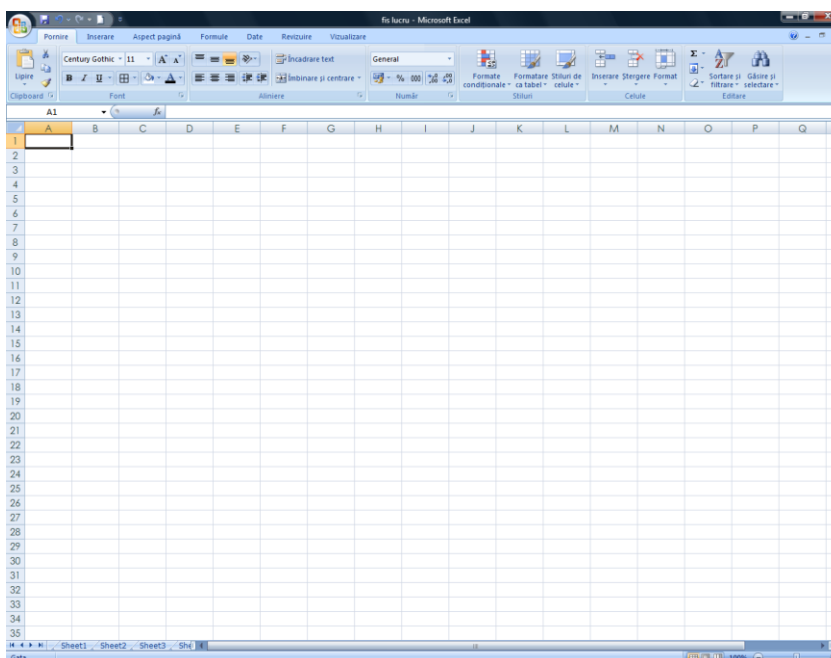 fis lucru - Microsoft Excel
Pornire Inserare Aspect pagină Formule Date Revizuire Vizualizare
Lipire
Century Gothic 11 A A
B I U A
Încadrare text
Îmbinare și centrare
General
% 000
Formate condiționale
Formatare ca tabel
Stiluri de celule
Inserare Ștergere Format
Σ
Sortare și filtrare
Găsire și selectare
Clipboard Font Aliniere Număr Stiluri Celule Editare
A1 fx
A B C D E F G H I J K L M N O P Q
1
2
3
4
5
6
7
8
9
10
11
12
13
14
15
16
17
18
19
20
21
22
23
24
25
26
27
28
29
30
31
32
33
34
35
Sheet1 Sheet2 Sheet3
Gata 100%